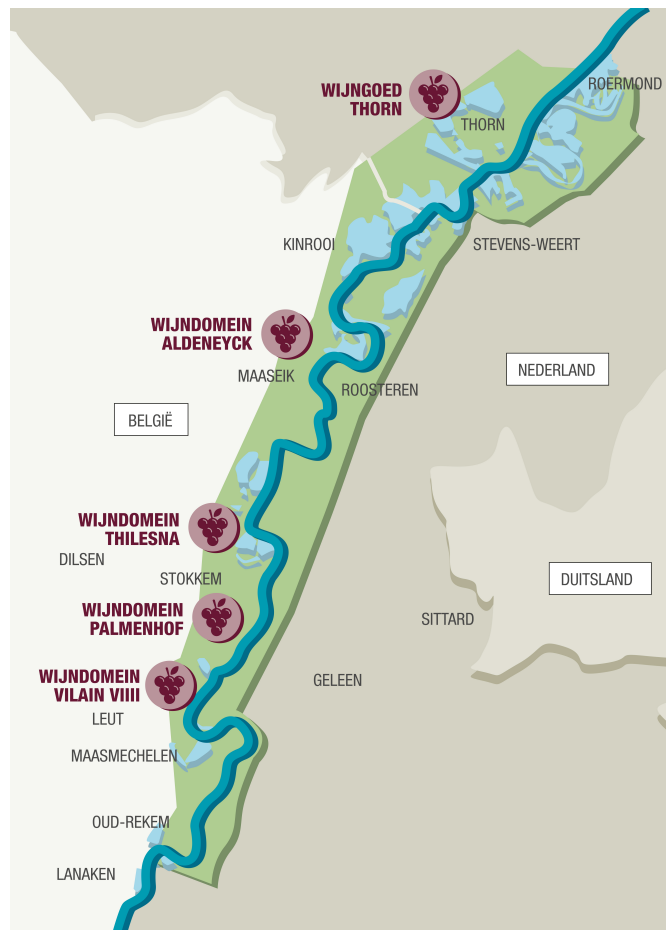 ROERMOND
WIJNGOED
THORN
THORN
KINROOI
STEVENS-WEERT
WIJNDOMEIN
ALDENEYCK
MAASEIK
NEDERLAND
ROOSTEREN
BELGIË
WIJNDOMEIN
THILESNA
DILSEN
STOKKEM
DUITSLAND
WIJNDOMEIN
PALMENHOF
SITTARD
WIJNDOMEIN
VILAIN VIIII
GELEEN
LEUT
MAASMECHELEN
OUD-REKEM
LANAKEN